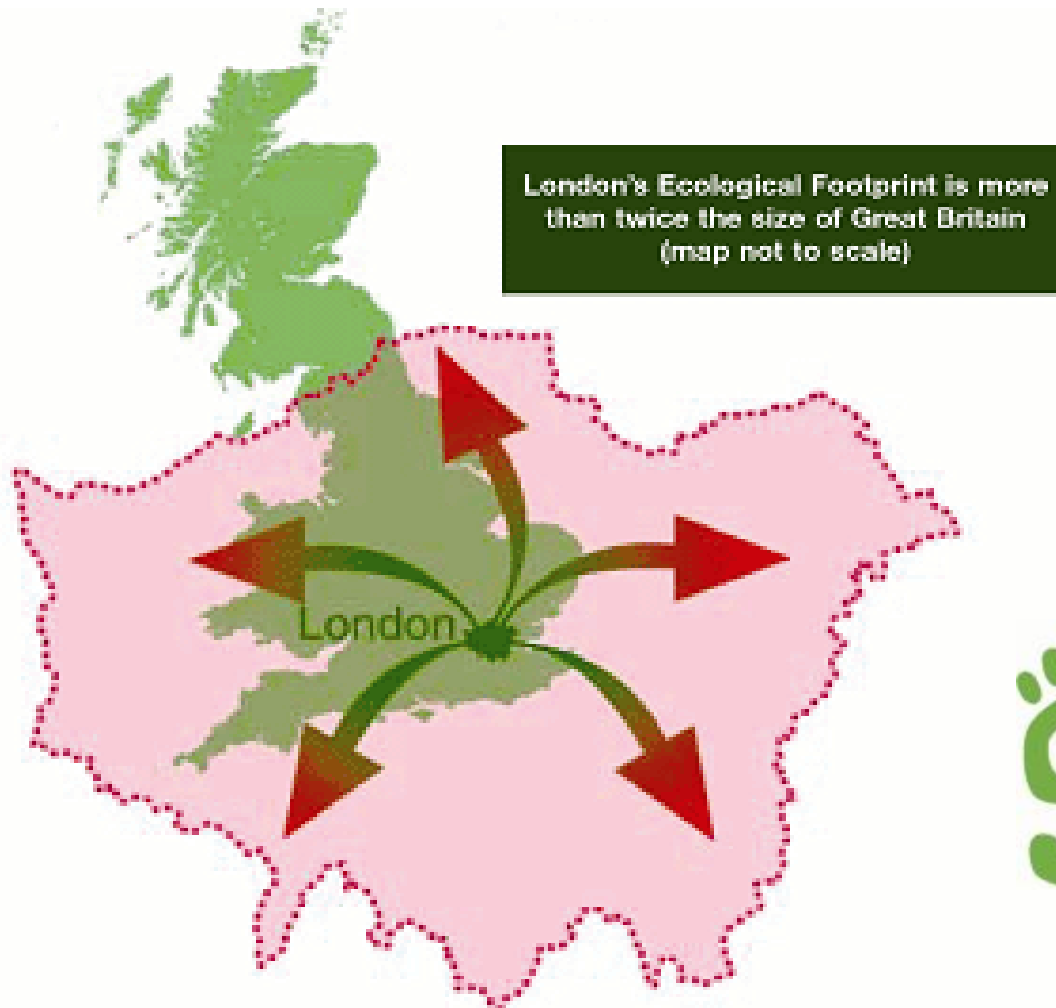 London's Ecological Footprint is more
than twice the size of Great Britain
(map not to scale)
London